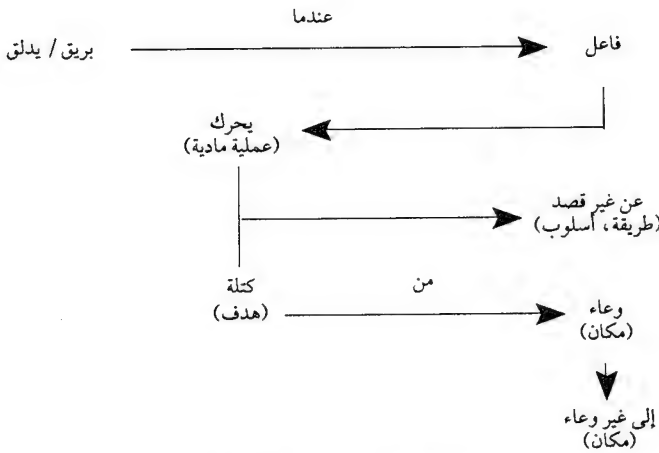 عندما
بريق / يدلق
فاعل
يحرك
(عملية مادية)
عن غير قصد
(طريقة، أسلوب)
كتلة
(هدف)
من
وعاء
(مكان)
إلى غير وعاء
(مكان)